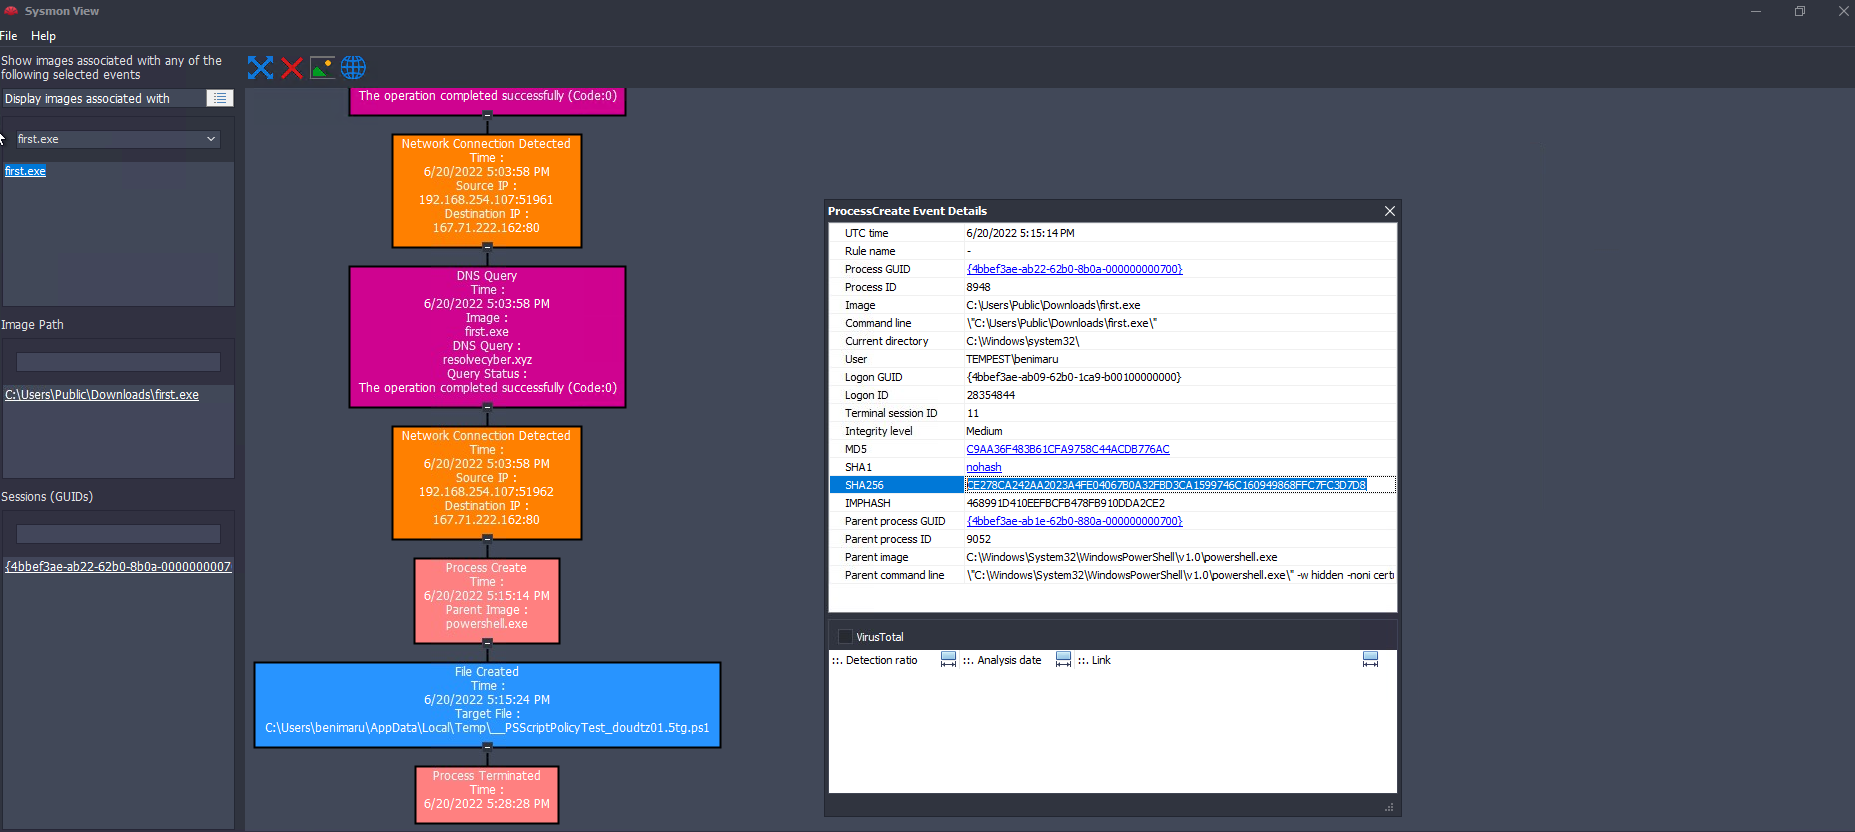 Sysmon View
File Help
Show images associated with any of the
following selected events
Display images associated with
first.exe
first.exe
Image Path
C:\Users\Public\Downloads\first.exe
Sessions (GUIDs)
{4bbef3ae-ab22-62b0-8b0a-0000000007
The operation completed successfully (Code:0)
Network Connection Detected
Time :
6/20/2022 5:03:58 PM
Source IP :
192.168.254.107:51961
Destination IP :
167.71.222.162:80
DNS Query
Time :
6/20/2022 5:03:58 PM
Image :
first.exe
DNS Query :
resolvecyber.xyz
Query Status :
The operation completed successfully (Code:0)
Network Connection Detected
Time :
6/20/2022 5:03:58 PM
Source IP :
192.168.254.107:51962
Destination IP :
167.71.222.162:80
Process Create
Time :
6/20/2022 5:15:14 PM
Parent Image :
powershell.exe
File Created
Time :
6/20/2022 5:15:24 PM
Target File :
C:\Users\benimaru\AppData\Local\Temp\__PSScriptPolicyTest_doudtz01.5tg.ps1
Process Terminated
Time :
6/20/2022 5:28:28 PM
ProcessCreate Event Details
UTC time 6/20/2022 5:15:14 PM
Rule name -
Process GUID {4bbef3ae-ab22-62b0-8b0a-000000000700}
Process ID 8948
Image C:\Users\Public\Downloads\first.exe
Command line \"C:\Users\Public\Downloads\first.exe\"
Current directory C:\Windows\system32\
User TEMPEST\benimaru
Logon GUID {4bbef3ae-ab09-62b0-1ca9-b00100000000}
Logon ID 28354844
Terminal session ID 11
Integrity level Medium
MD5 C9AA36F483B61CFA9758C44ACDB776AC
SHA1 nohash
SHA256 CE278CA242AA2023A4FE04067B0A32FBD3CA1599746C160949868FFC7FC3D7D8
IMPHASH 468991D410EEFBCFB478FB910DDA2CE2
Parent process GUID {4bbef3ae-ab1e-62b0-880a-000000000700}
Parent process ID 9052
Parent image C:\Windows\System32\WindowsPowerShell\v1.0\powershell.exe
Parent command line \"C:\Windows\System32\WindowsPowerShell\v1.0\powershell.exe\" -w hidden -noni certu
VirusTotal
::. Detection ratio ::. Analysis date ::. Link